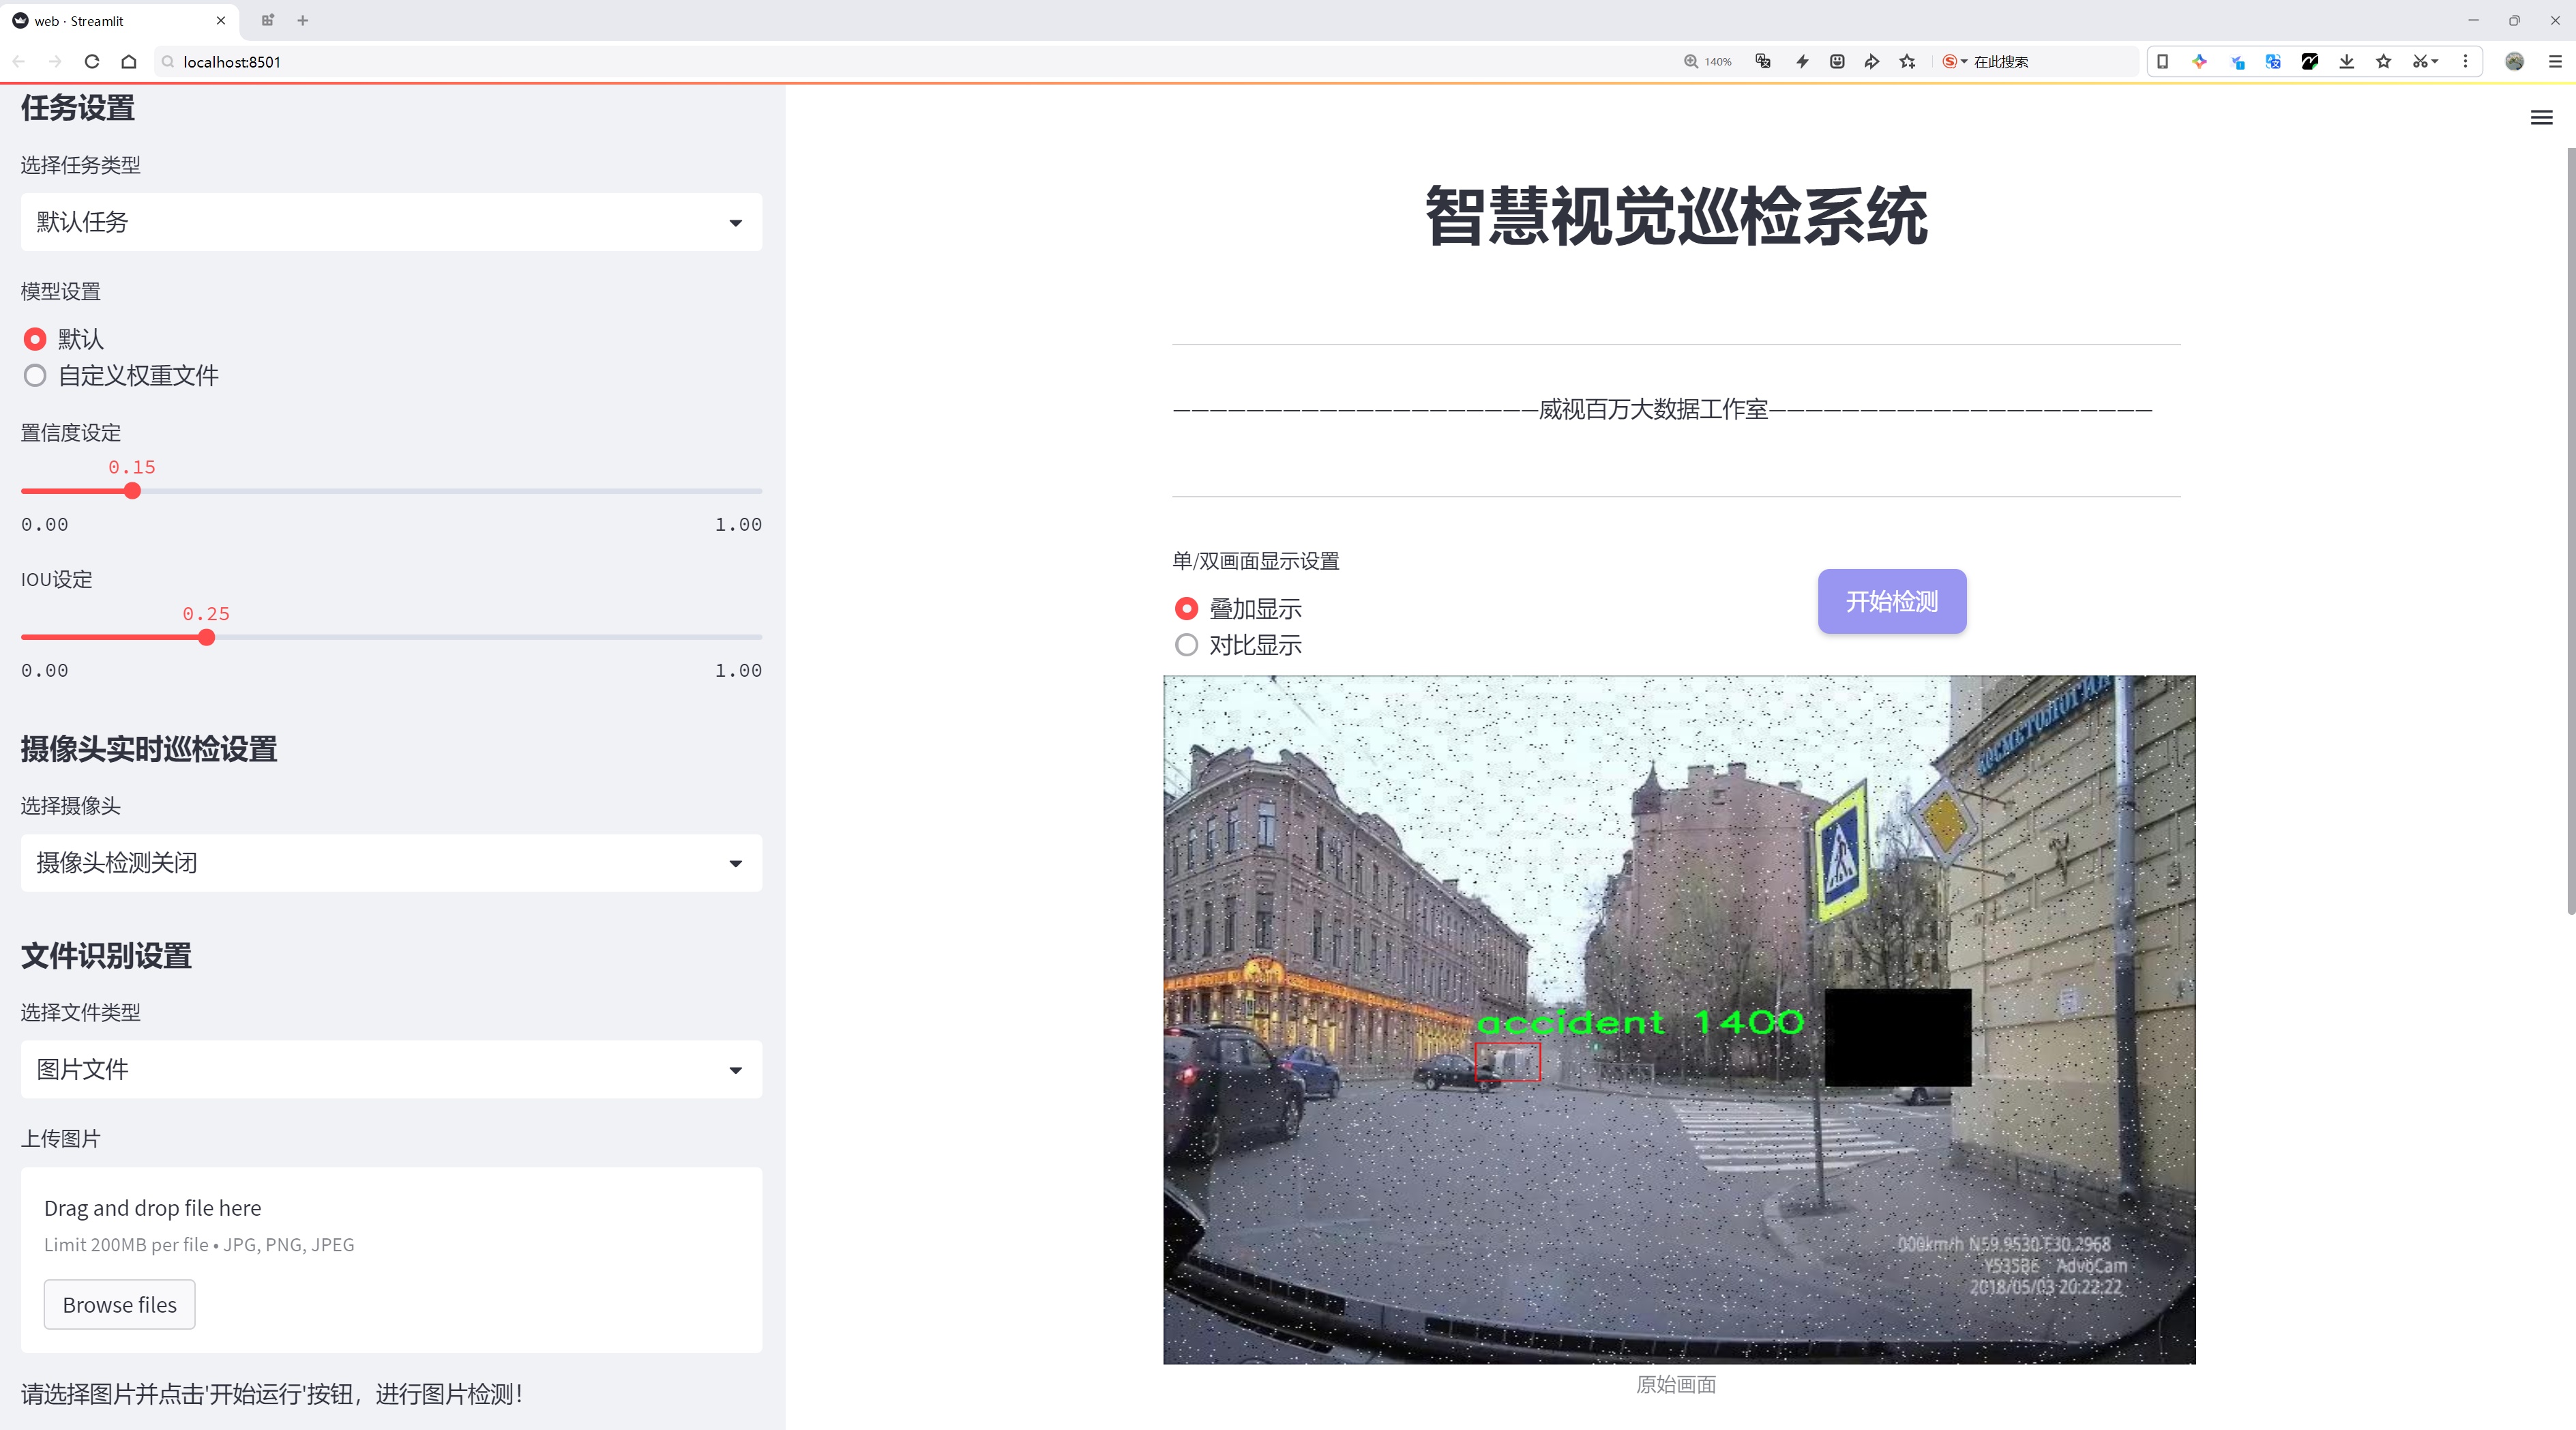 web · Streamlit
localhost:8501
140%
在此搜索
任务设置
选择任务类型
默认任务
模型设置
默认
自定义权重文件
置信度设定
0.15
0.00 1.00
IOU设定
0.25
0.00 1.00
摄像头实时巡检设置
选择摄像头
摄像头检测关闭
文件识别设置
选择文件类型
图片文件
上传图片
Drag and drop file here
Limit 200MB per file • JPG, PNG, JPEG
Browse files
请选择图片并点击'开始运行'按钮，进行图片检测！
智慧视觉巡检系统
————————————————————威视百万大数据工作室—————————————————————
单/双画面显示设置
叠加显示
对比显示
开始检测
КОСМЕТОЛОГИЯ
accident 1400
000km/h N59.9530 E30.2968
AdvoCam
2018/05/03 20:22:22
原始画面